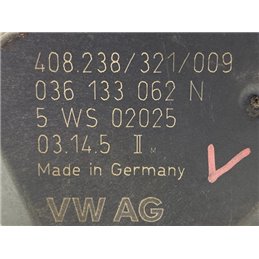 408.238/321/009
036 133 062 N
5 WS 02025
03.14.5 II M
Made in Germany
VW AG